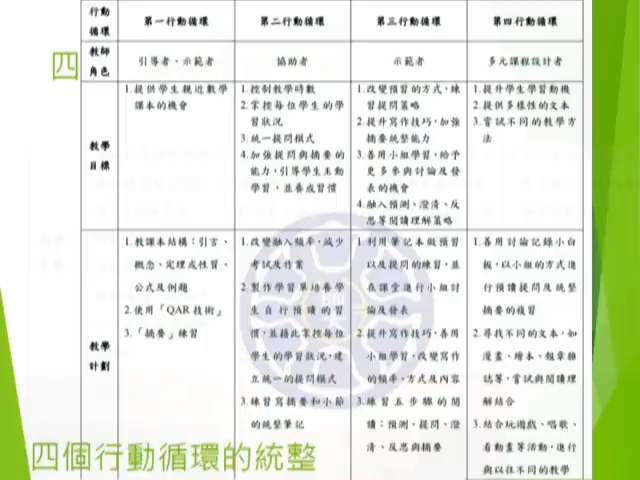 行動
循環
第一行動循環
第二行動循環
第三行動循環
第四行動循環
四
教師
角色
引導者、示範者
協助者
示範者
多元課程設計者
教學
目標
1.提供學生親近數學
課本的機會
1.控制教學時數
2.掌握每位學生的學
習狀況
3.統一提問模式
4.加強提問與摘要的
能力，引導學生主動
學習，並養成習慣
1.改變預習的方式，練
習提問策略
2.提升寫作技巧，加強
摘要統整能力
3.善用小組學習，給予
更多參與討論及發
表的機會
4.融入預測，澄清、反
思等閱讀理解策略
1.提升學生學習動機
2.提供多樣性的文本
3.嘗試不同的教學方
法
教學
計劃
1.教課本結構：引言、
概念、定理或性質、
公式及例題
2.使用「QAR 技術」
3.「摘要」練習
1.改變融入頻率，減少
考試及作業
2.製作學習單培養學
生自行預讀的習
慣，並藉此掌握每位
學生的學習狀況，建
立統一的提問模式
3.練習寫摘要和小節
的統整筆記
1.利用筆記本做預習
以及提問的練習，並
在課堂進行小組討
論及發表
2.提升寫作技巧，善用
小組學習，改變寫作
的頻率、方式及內容
3.練習五步驟的閱
讀：預測、提問、澄
清、反思與摘要
1.善用討論記錄小白
板，以小組的方式進
行預讀提問及統整
摘要的複習
2.尋找不同的文本，如
漫畫、繪本、報章雜
誌等，嘗試與閱讀理
解結合
3.結合玩遊戲、唱歌、
看動畫等活動，進行
與以往不同的教學
四個行動循環的統整